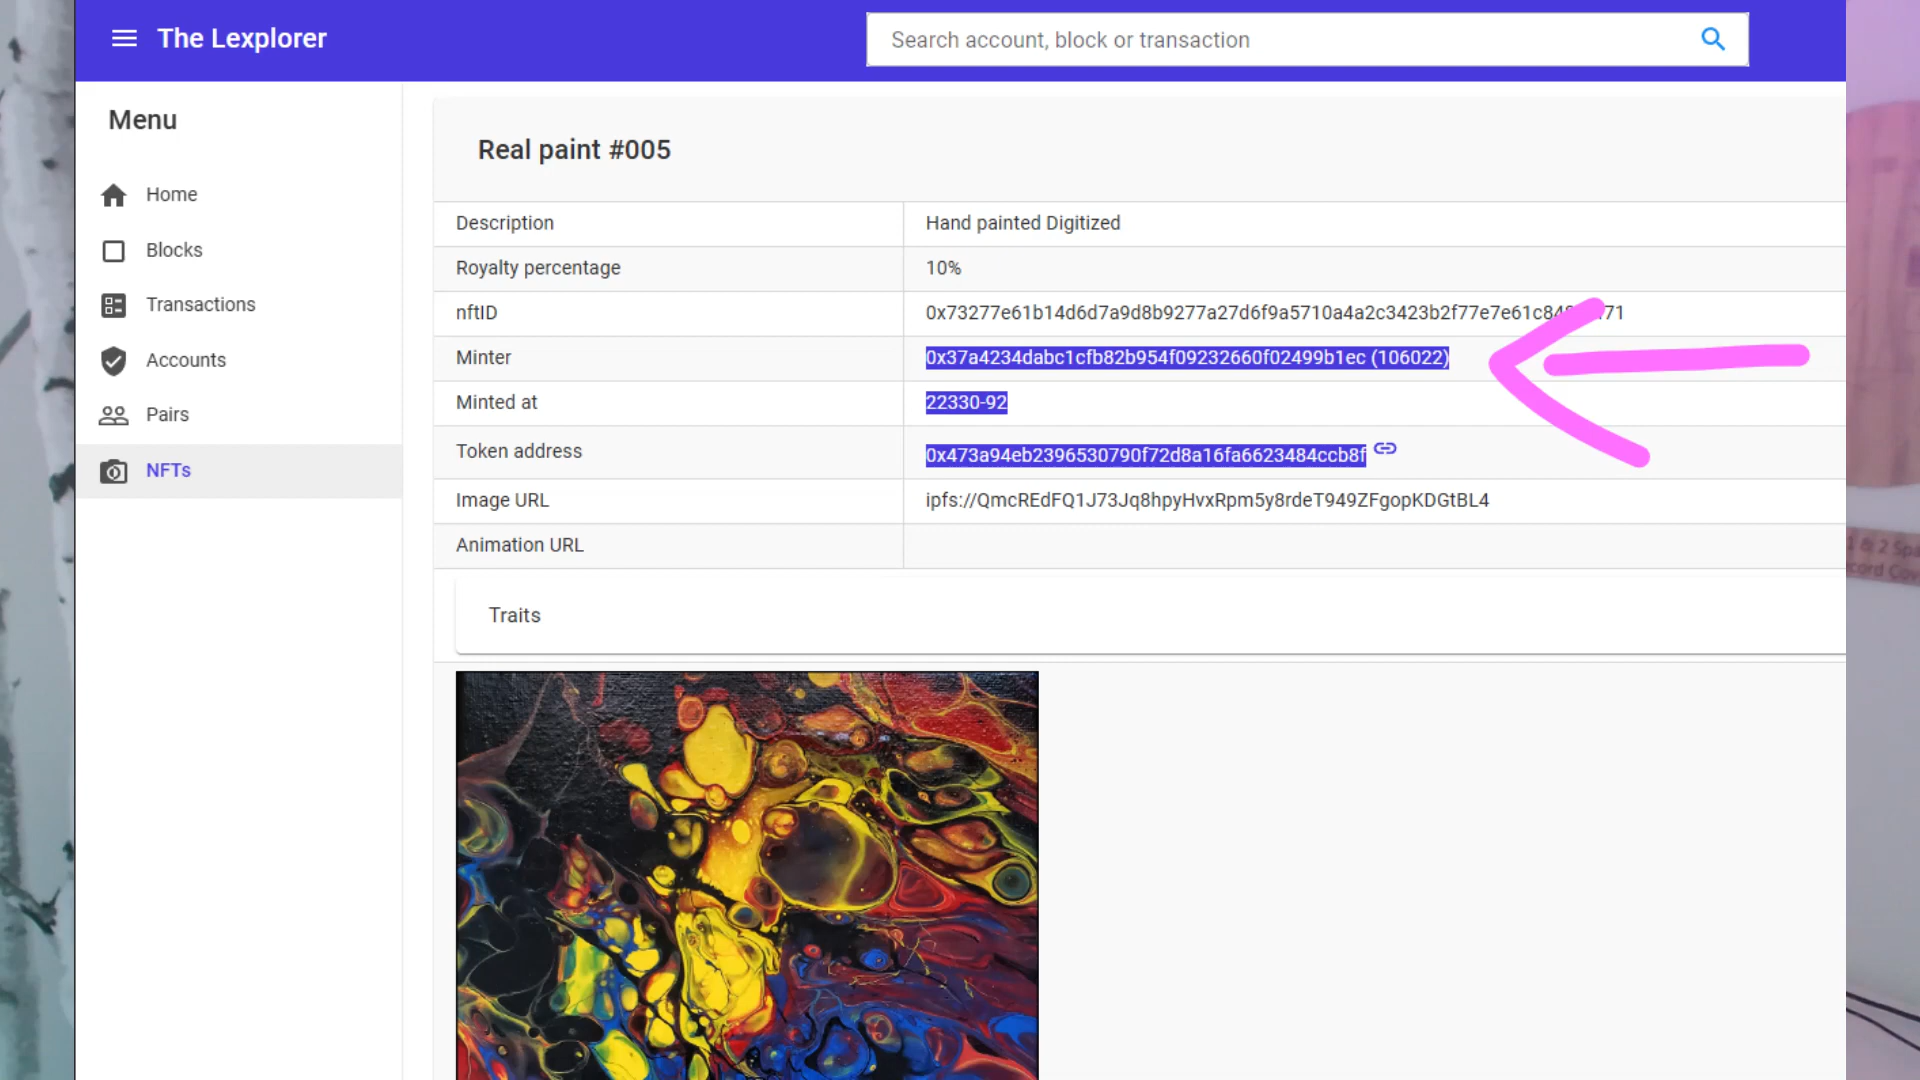 The Lexplorer
Search account, block or transaction
Menu
Home
Blocks
Transactions
Accounts
Pairs
NFTs
Real paint #005
Description Hand painted Digitized
Royalty percentage 10%
nftID
Minter 0x37a4234dabc1cfb82b954f09232660f02499b1ec (106022)
Minted at 22330-92
Token address 0x473a94eb2396530790f72d8a16fa6623484ccb8f
Image URL ipfs://QmcREdFQ1J73Jq8hpyHvxRpm5y8rdeT949ZFgopKDGtBL4
Animation URL
Traits
1 & 2